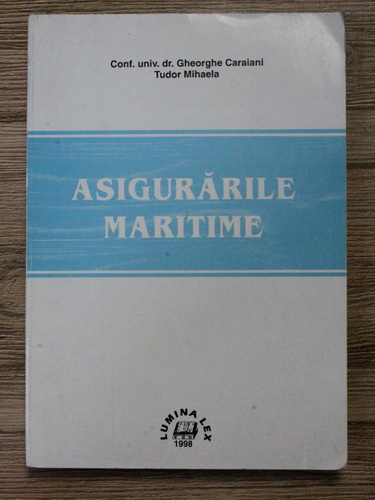 Conf. univ. dr. Gheorghe Caraiani
Tudor Mihaela
ASIGURĂRILE
MARITIME
LUMINA LEX
1998